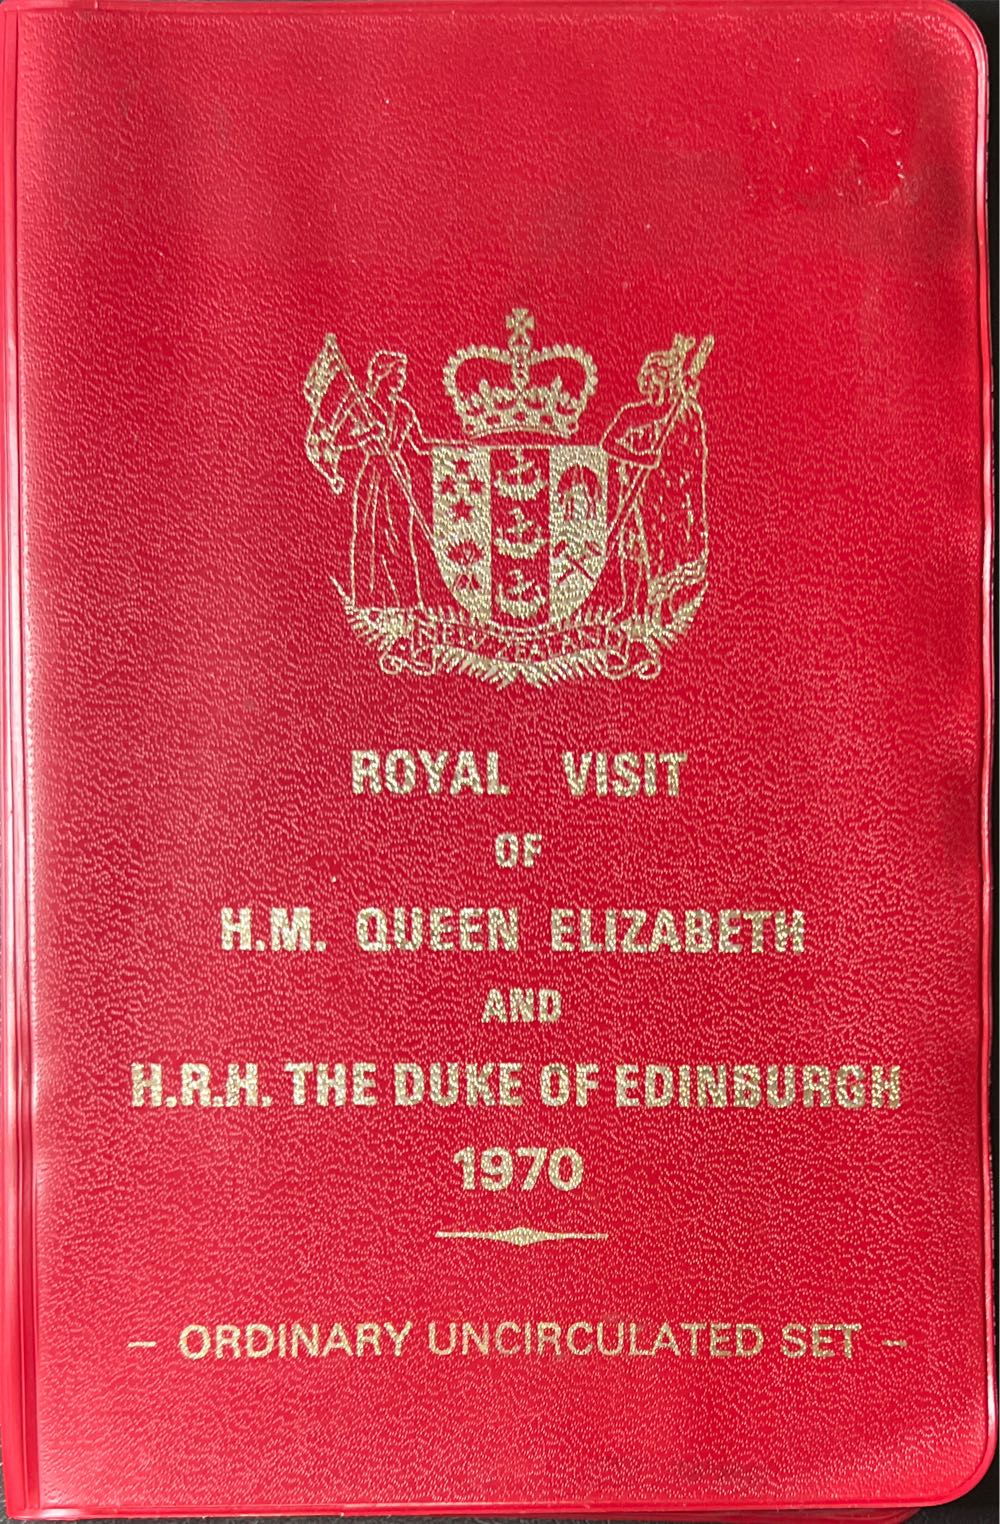 NEW ZEALAND
ROYAL VISIT
OF
H.M. QUEEN ELIZABETH
AND
H.R.H. THE DUKE OF EDINBURGH
1970
– ORDINARY UNCIRCULATED SET –